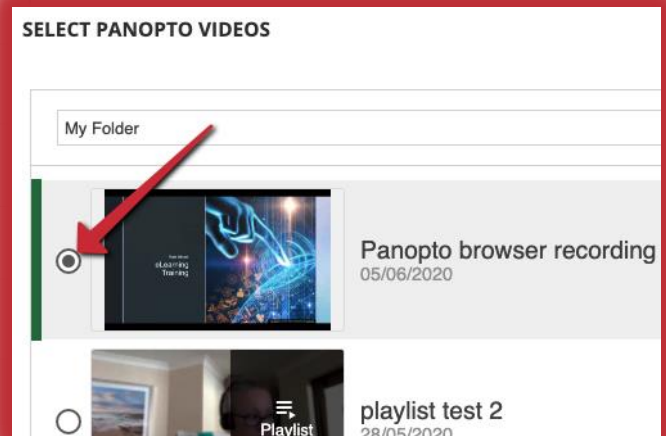 SELECT PANOPTO VIDEOS
My Folder
eLearning
Training
Panopto browser recording
05/06/2020
Playlist
playlist test 2
28/05/2020